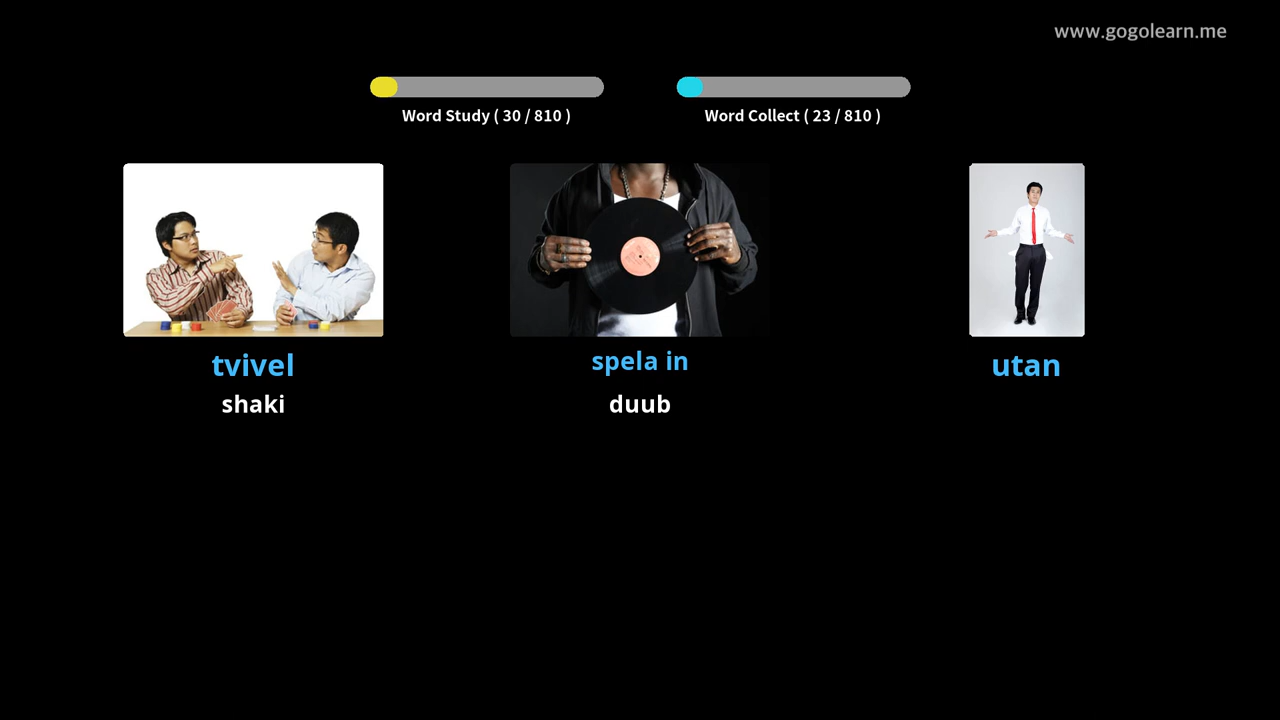 www.gogolearn.me
Word Study ( 30 / 810 )
Word Collect ( 23 / 810 )
tvivel
spela in
utan
shaki
duub